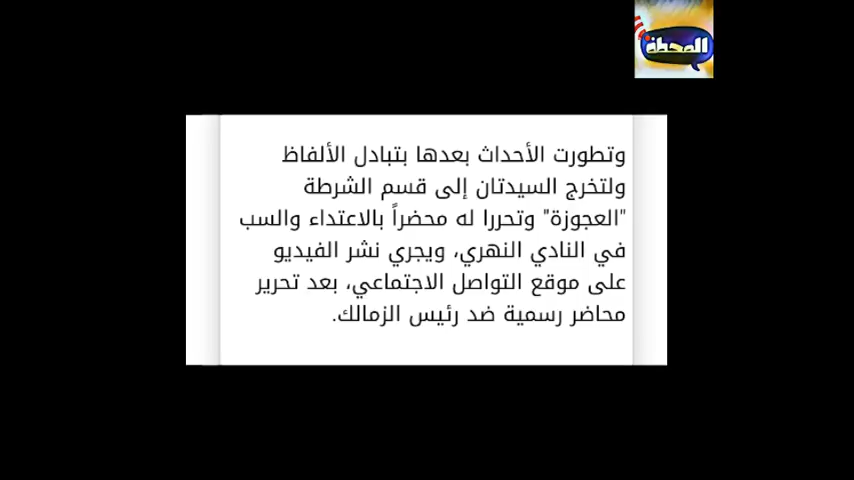 المحطة
وتطورت الأحداث بعدها بتبادل الألفاظ
ولتخرج السيدتان إلى قسم الشرطة
"العجوزة" وتحررا له محضراً بالاعتداء والسب
في النادي النهري، ويجري نشر الفيديو
على موقع التواصل الاجتماعي، بعد تحرير
محاضر رسمية ضد رئيس الزمالك.